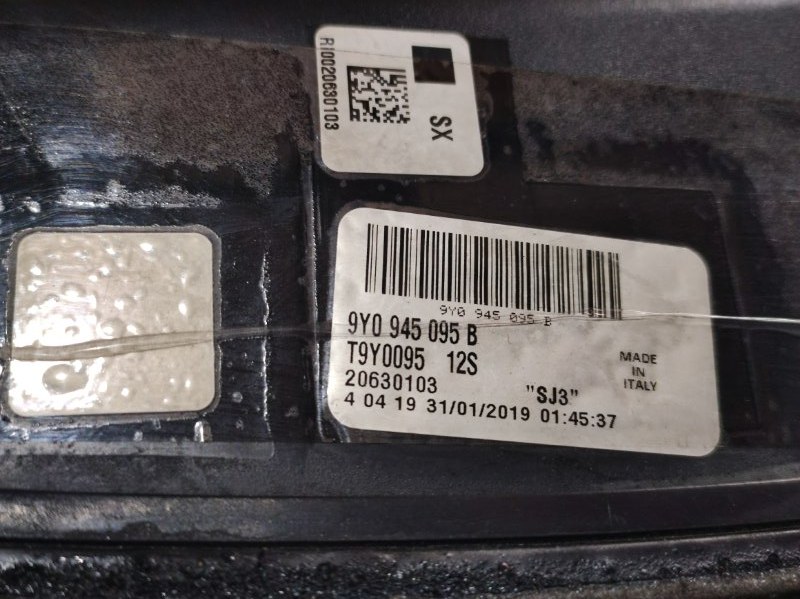 RI0020630103
SX
9Y0 945 095 B
9Y0 945 095 B
T9Y0095 12S
20630103
"SJ3"
MADE
IN
ITALY
4 04 19 31/01/2019 01:45:37